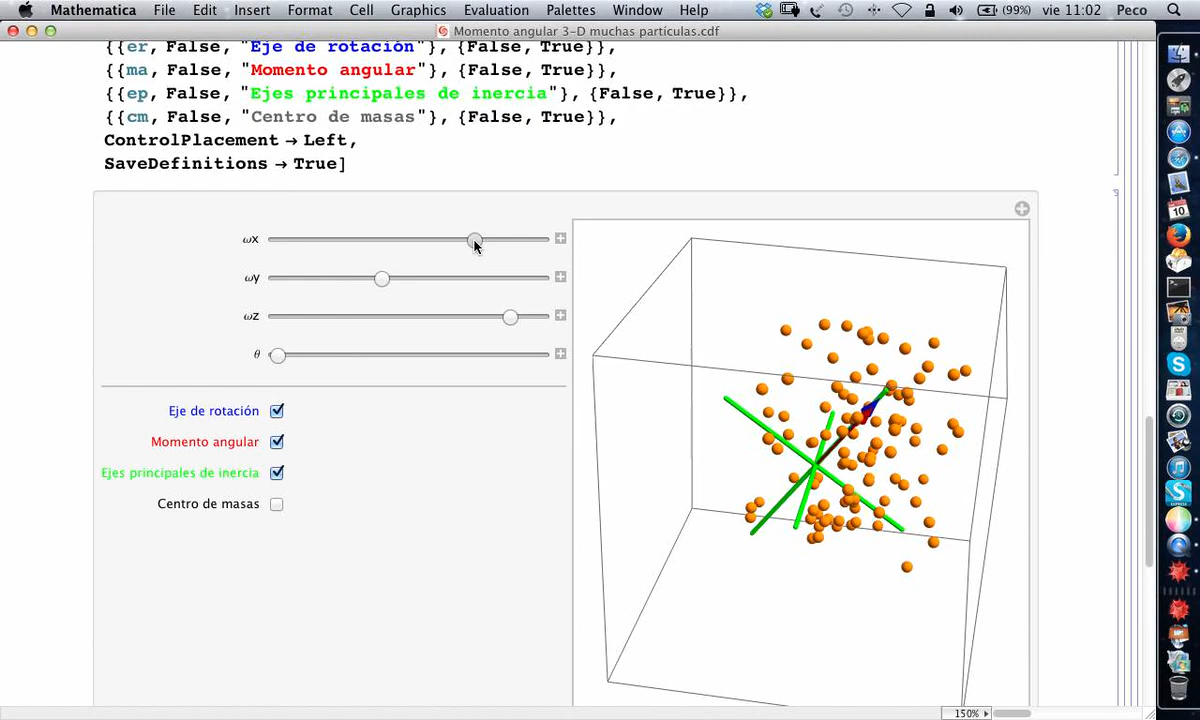 Mathematica File Edit Insert Format Cell Graphics Evaluation Palettes Window Help (99%) vie 11:02 Peco
Momento angular 3-D muchas partículas.cdf
{{er, False, "Eje de rotación"}, {False, True}},
{{ma, False, "Momento angular"}, {False, True}},
{{ep, False, "Ejes principales de inercia"}, {False, True}},
{{cm, False, "Centro de masas"}, {False, True}},
ControlPlacement → Left,
SaveDefinitions → True]
ωx
ωy
ωz
θ
Eje de rotación
Momento angular
Ejes principales de inercia
Centro de masas
150%